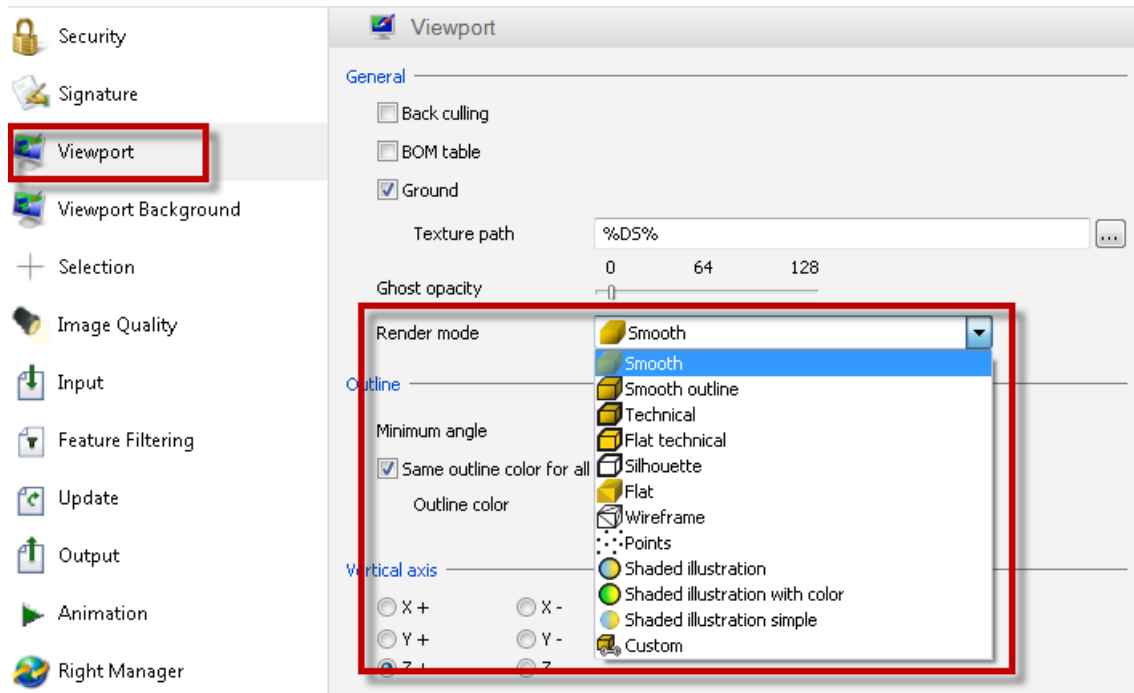 Security
Signature
Viewport
Viewport Background
Selection
Image Quality
Input
Feature Filtering
Update
Output
Animation
Right Manager
Viewport
General
Back culling
BOM table
Ground
Texture path
%DS%
...
0 64 128
Ghost opacity
Render mode
Smooth
Smooth
Smooth outline
Technical
Flat technical
Silhouette
Flat
Wireframe
Points
Shaded illustration
Shaded illustration with color
Shaded illustration simple
Custom
Outline
Minimum angle
Same outline color for all
Outline color
Vertical axis
X + X -
Y + Y -
Z + Z